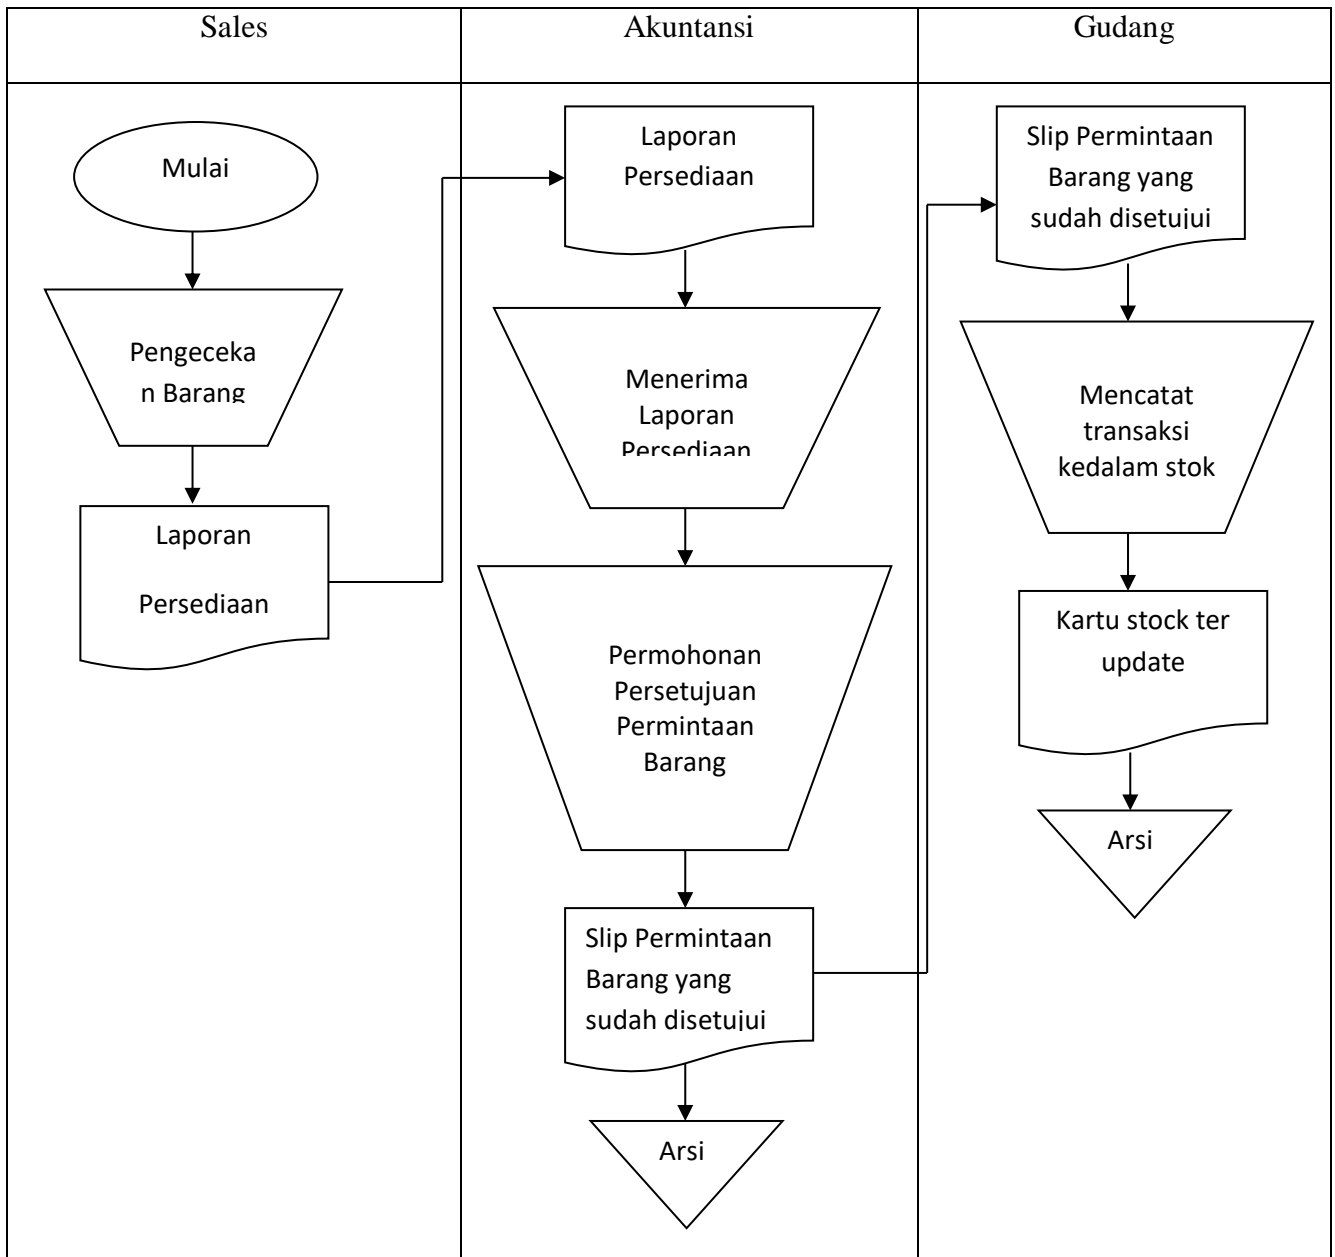 Sales
Akuntansi
Gudang
Mulai
Pengeceka
n Barang
Laporan
Persediaan
Laporan
Persediaan
Menerima
Laporan
Persediaan
Permohonan
Persetujuan
Permintaan
Barang
Slip Permintaan
Barang yang
sudah disetujui
Arsi
Slip Permintaan
Barang yang
sudah disetujui
Mencatat
transaksi
kedalam stok
Kartu stock ter
update
Arsi